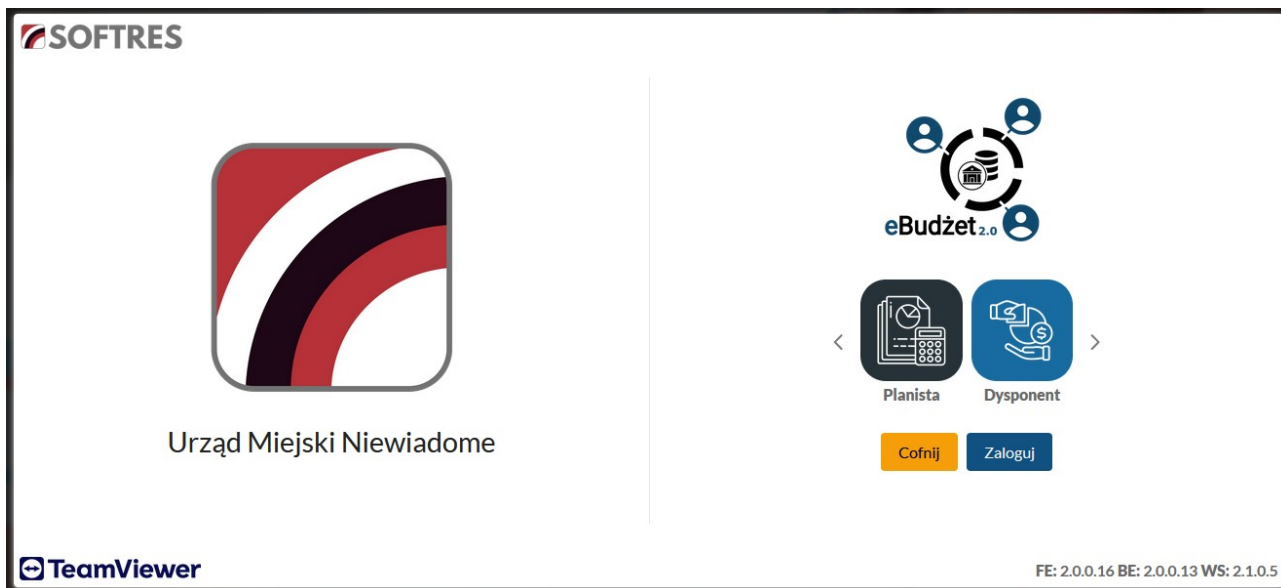 SOFTRES
Urząd Miejski Niewiadome
eBudżet 2.0
Planista
Dysponent
Cofnij
Zaloguj
TeamViewer
FE: 2.0.0.16 BE: 2.0.0.13 WS: 2.1.0.5